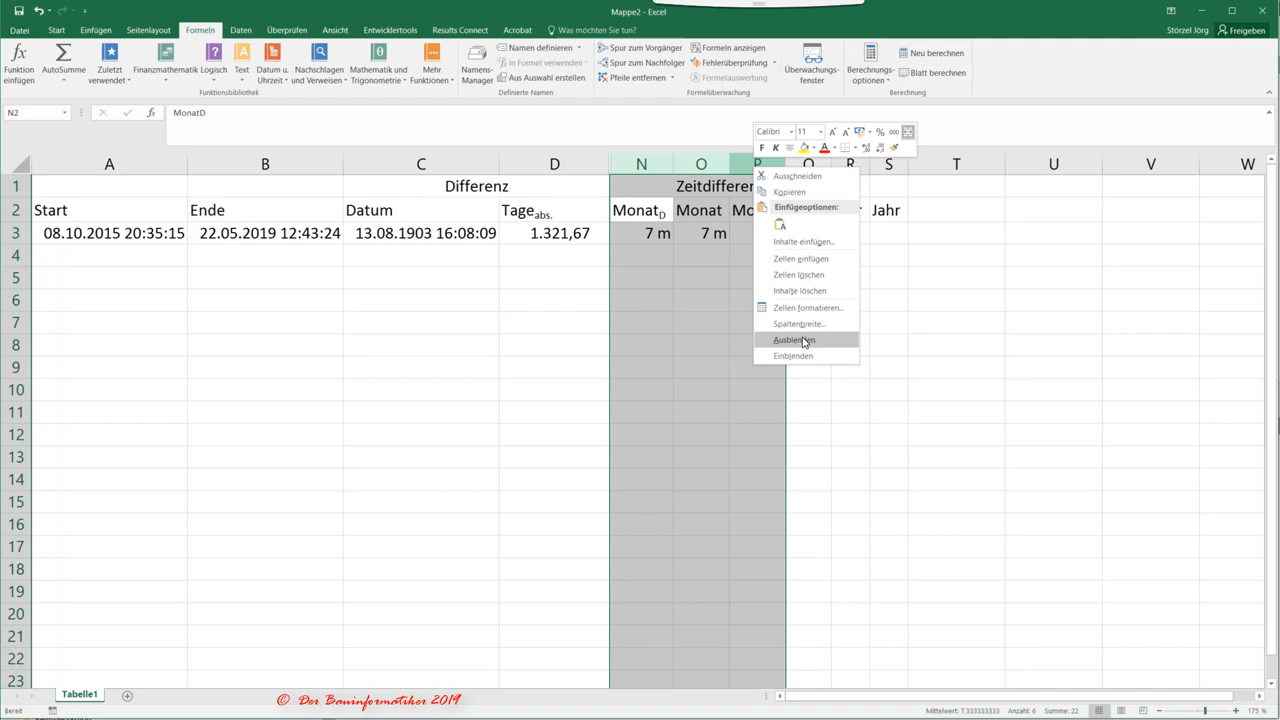 Mappe2 - Excel
Störzel Jörg
Freigeben
Datei Start Einfügen Seitenlayout Formeln Daten Überprüfen Ansicht Entwicklertools Results Connect Acrobat Was möchten Sie tun?
Funktion einfügen
AutoSumme
Zuletzt verwendet
Finanzmathematik
Logisch
Text
Datum u. Uhrzeit
Nachschlagen und Verweisen
Mathematik und Trigonometrie
Mehr Funktionen
Funktionsbibliothek
Namens-Manager
Namen definieren
In Formel verwenden
Aus Auswahl erstellen
Definierte Namen
Spur zum Vorgänger
Spur zum Nachfolger
Pfeile entfernen
Formeln anzeigen
Fehlerüberprüfung
Formelauswertung
Formelüberwachung
Überwachungsfenster
Berechnungsoptionen
Neu berechnen
Blatt berechnen
Berechnung
N2 fx MonatD
Calibri 11 % 000
F K
A B C D N O P Q R S T U V W
1 Differenz Zeitdifferen
2 Start Ende Datum Tageabs. MonatD Monat Mo Jahr
3 08.10.2015 20:35:15 22.05.2019 12:43:24 13.08.1903 16:08:09 1.321,67 7 m 7 m
4
5
6
7
8
9
10
11
12
13
14
15
16
17
18
19
20
21
22
23
Ausschneiden
Kopieren
Einfügeoptionen:
Inhalte einfügen...
Zellen einfügen
Zellen löschen
Inhalte löschen
Zellen formatieren...
Spaltenbreite...
Ausblenden
Einblenden
Tabelle1
© Der Bauinformatiker 2019
Bereit
Mittelwert: 7,333333333 Anzahl: 6 Summe: 22 175 %